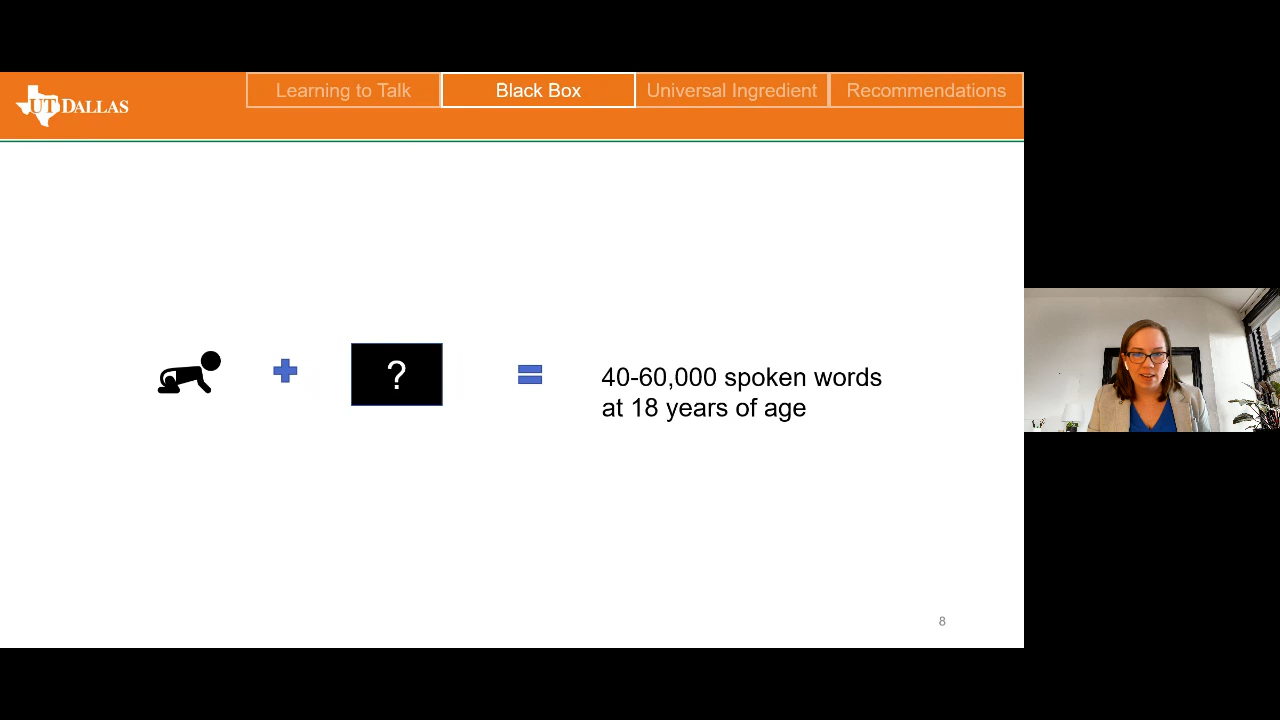 UT DALLAS
Learning to Talk
Black Box
Universal Ingredient
Recommendations
?
40-60,000 spoken words
at 18 years of age
8